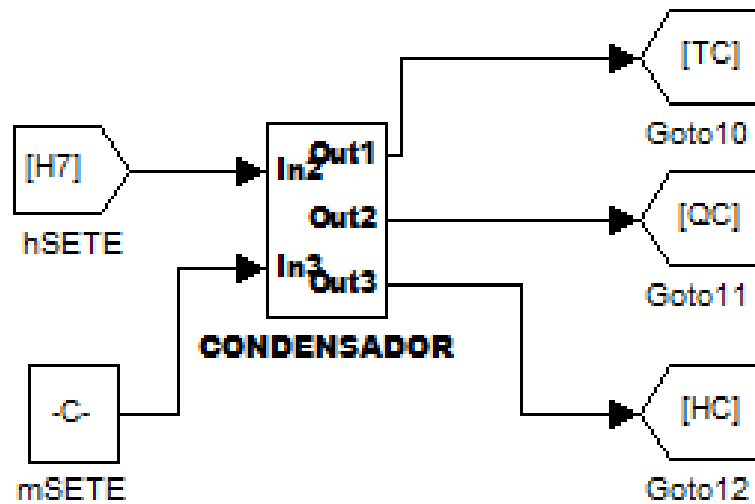 [TC]
Goto10
[H7]
hSETE
In2
Out1
Out2
In3
Out3
CONDENSADOR
[QC]
Goto11
-C-
mSETE
[HC]
Goto12